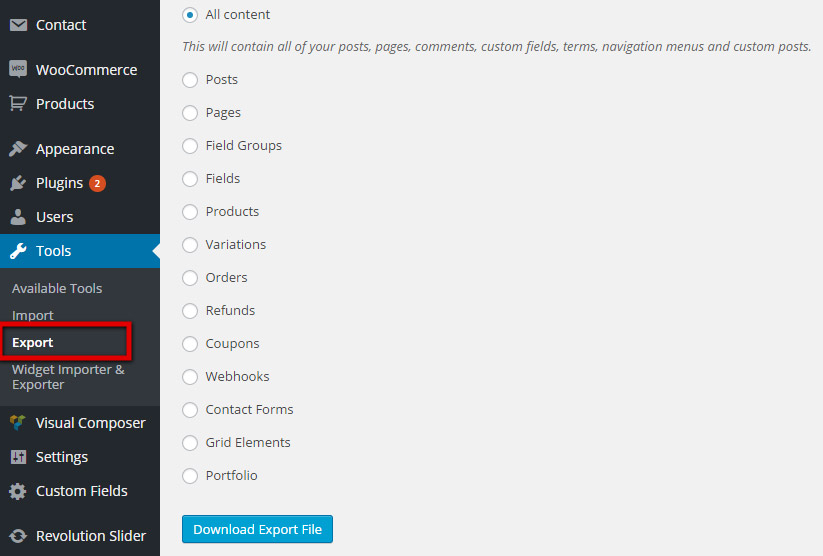 Contact
WOO
WooCommerce
Products
Appearance
Plugins 2
Users
Tools
Available Tools
Import
Export
Widget Importer &
Exporter
Visual Composer
Settings
Custom Fields
Revolution Slider
All content
This will contain all of your posts, pages, comments, custom fields, terms, navigation menus and custom posts.
Posts
Pages
Field Groups
Fields
Products
Variations
Orders
Refunds
Coupons
Webhooks
Contact Forms
Grid Elements
Portfolio
Download Export File